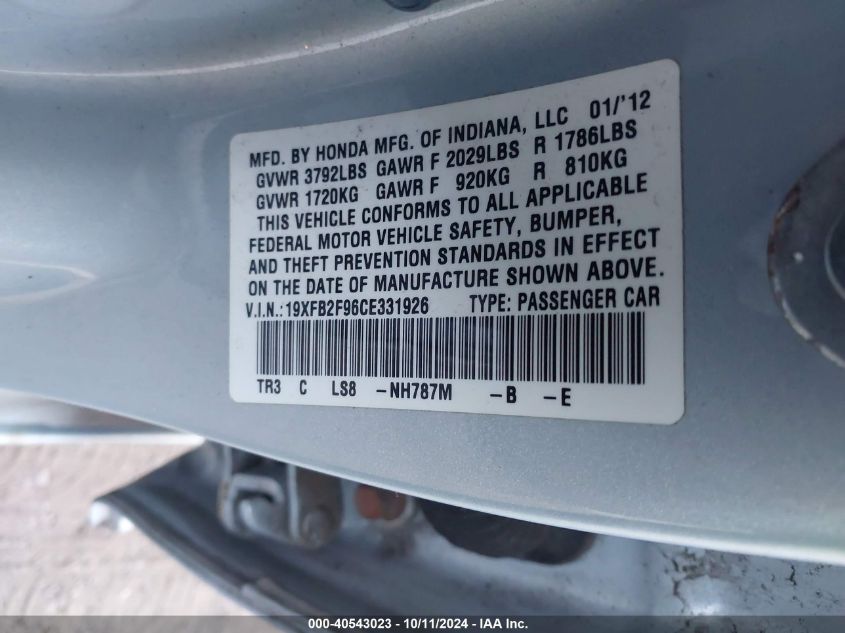 MFD. BY HONDA MFG. OF INDIANA, LLC 01/'12
GVWR 3792LBS GAWR F 2029LBS R 1786LBS
GVWR 1720KG GAWR F 920KG R 810KG
THIS VEHICLE CONFORMS TO ALL APPLICABLE
FEDERAL MOTOR VEHICLE SAFETY, BUMPER,
AND THEFT PREVENTION STANDARDS IN EFFECT
ON THE DATE OF MANUFACTURE SHOWN ABOVE.
V.I.N.:19XFB2F96CE331926 TYPE: PASSENGER CAR
TR3 C LS8 -NH787M -B -E
000-40543023 - 10/11/2024 - IAA Inc.